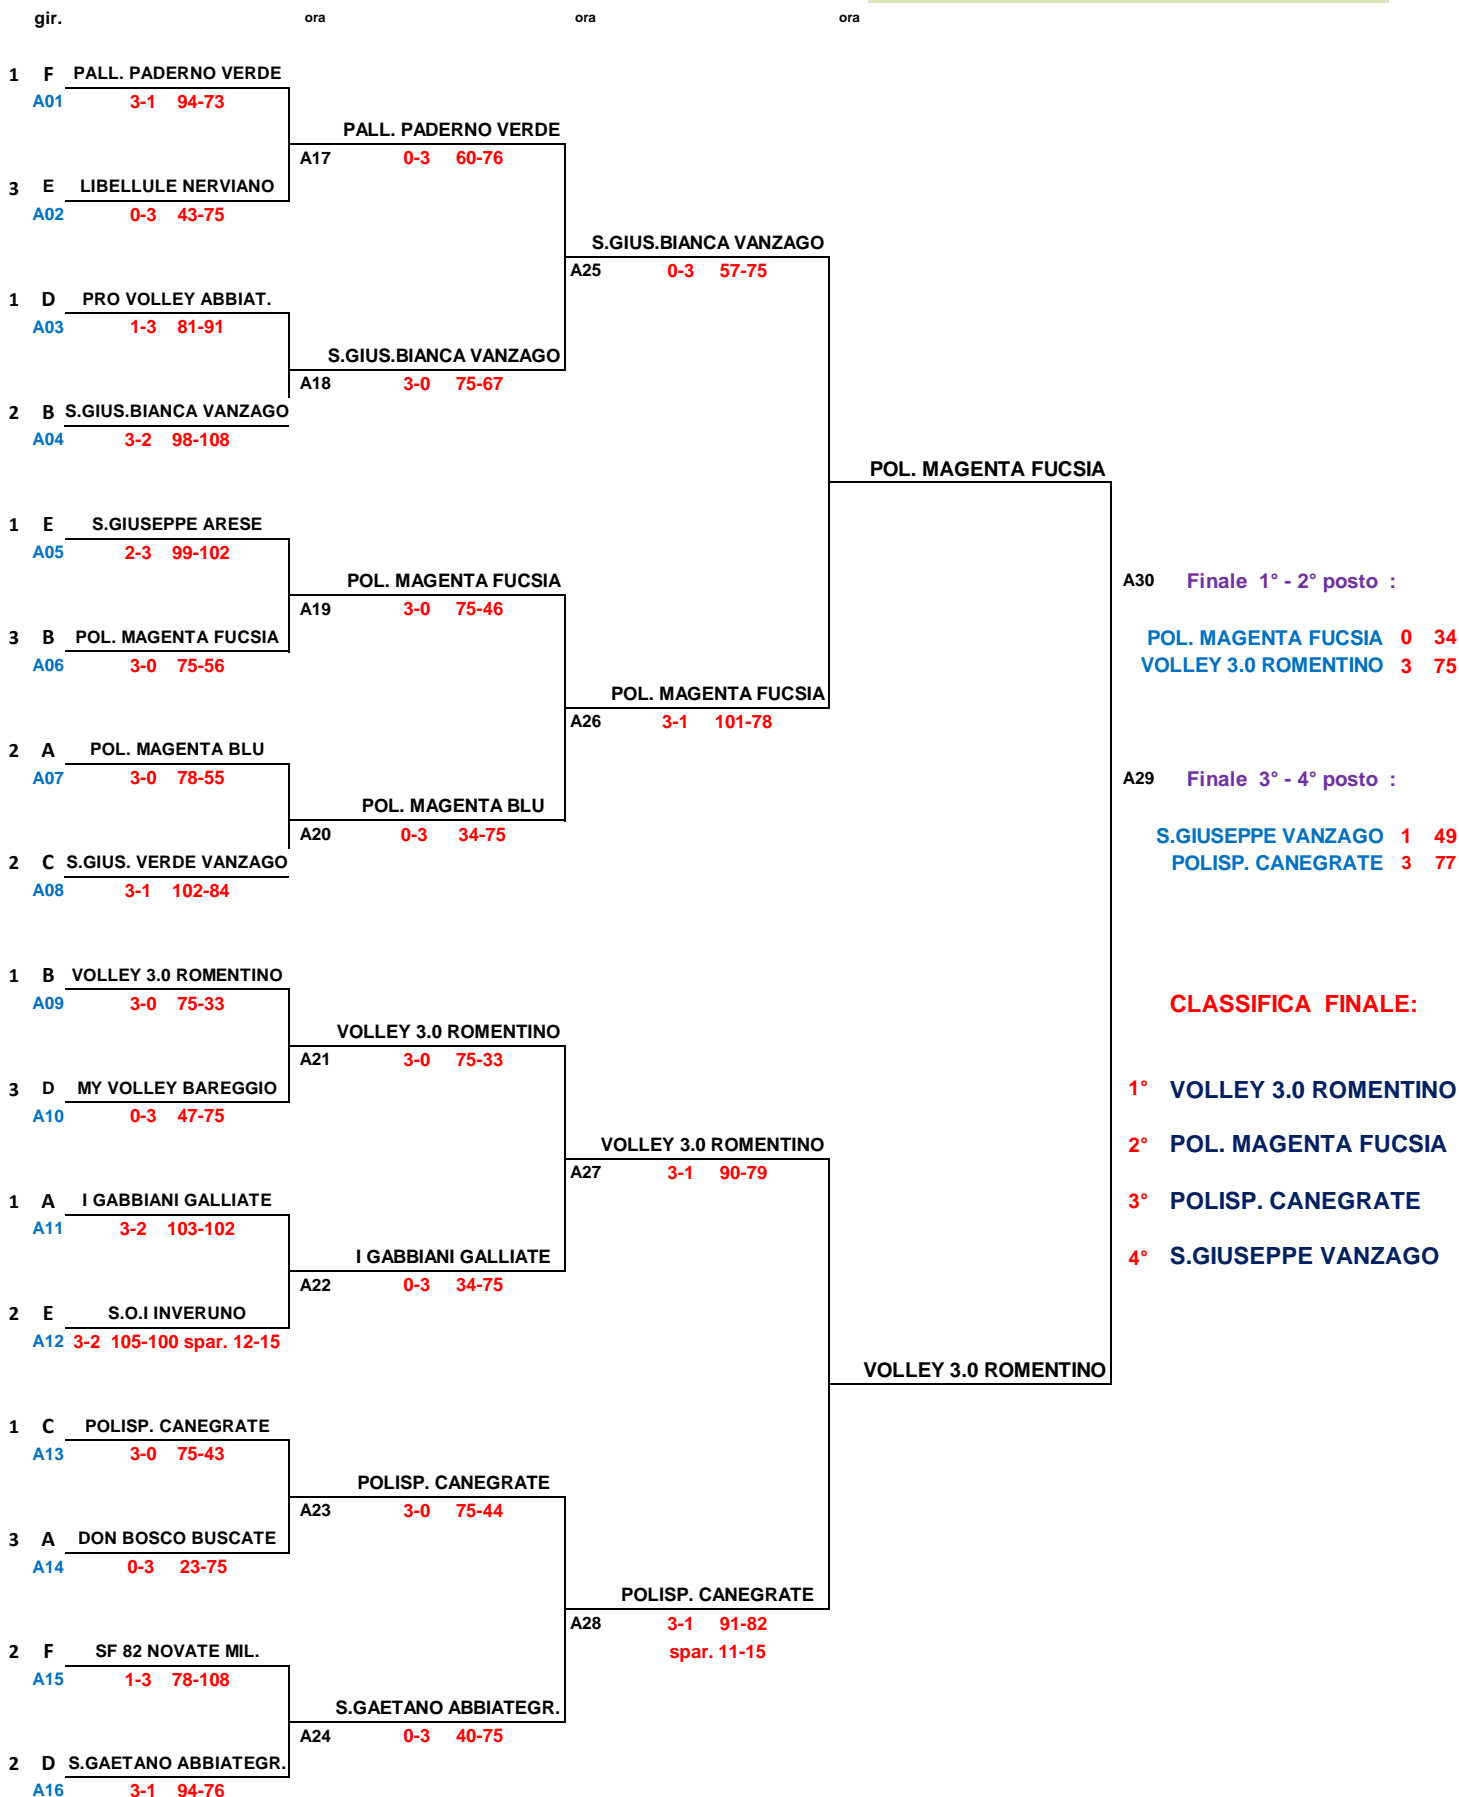 gir. ora ora ora
1 F PALL. PADERNO VERDE
A01 3-1 94-73
PALL. PADERNO VERDE
A17 0-3 60-76
3 E LIBELLULE NERVIANO
A02 0-3 43-75
S.GIUS.BIANCA VANZAGO
A25 0-3 57-75
1 D PRO VOLLEY ABBIAT.
A03 1-3 81-91
S.GIUS.BIANCA VANZAGO
A18 3-0 75-67
2 B S.GIUS.BIANCA VANZAGO
A04 3-2 98-108
POL. MAGENTA FUCSIA
1 E S.GIUSEPPE ARESE
A05 2-3 99-102
POL. MAGENTA FUCSIA
A30 Finale 1° - 2° posto :
A19 3-0 75-46
3 B POL. MAGENTA FUCSIA
POL. MAGENTA FUCSIA 0 34
A06 3-0 75-56
VOLLEY 3.0 ROMENTINO 3 75
POL. MAGENTA FUCSIA
A26 3-1 101-78
2 A POL. MAGENTA BLU
A07 3-0 78-55
A29 Finale 3° - 4° posto :
POL. MAGENTA BLU
A20 0-3 34-75
S.GIUSEPPE VANZAGO 1 49
2 C S.GIUS. VERDE VANZAGO
POLISP. CANEGRATE 3 77
A08 3-1 102-84
1 B VOLLEY 3.0 ROMENTINO
A09 3-0 75-33
CLASSIFICA FINALE:
VOLLEY 3.0 ROMENTINO
A21 3-0 75-33
3 D MY VOLLEY BAREGGIO
1° VOLLEY 3.0 ROMENTINO
A10 0-3 47-75
VOLLEY 3.0 ROMENTINO
2° POL. MAGENTA FUCSIA
A27 3-1 90-79
1 A I GABBIANI GALLIATE
3° POLISP. CANEGRATE
A11 3-2 103-102
I GABBIANI GALLIATE
4° S.GIUSEPPE VANZAGO
A22 0-3 34-75
2 E S.O.I INVERUNO
A12 3-2 105-100 spar. 12-15
VOLLEY 3.0 ROMENTINO
1 C POLISP. CANEGRATE
A13 3-0 75-43
POLISP. CANEGRATE
A23 3-0 75-44
3 A DON BOSCO BUSCATE
A14 0-3 23-75
POLISP. CANEGRATE
A28 3-1 91-82
spar. 11-15
2 F SF 82 NOVATE MIL.
A15 1-3 78-108
S.GAETANO ABBIATEGR.
A24 0-3 40-75
2 D S.GAETANO ABBIATEGR.
A16 3-1 94-76